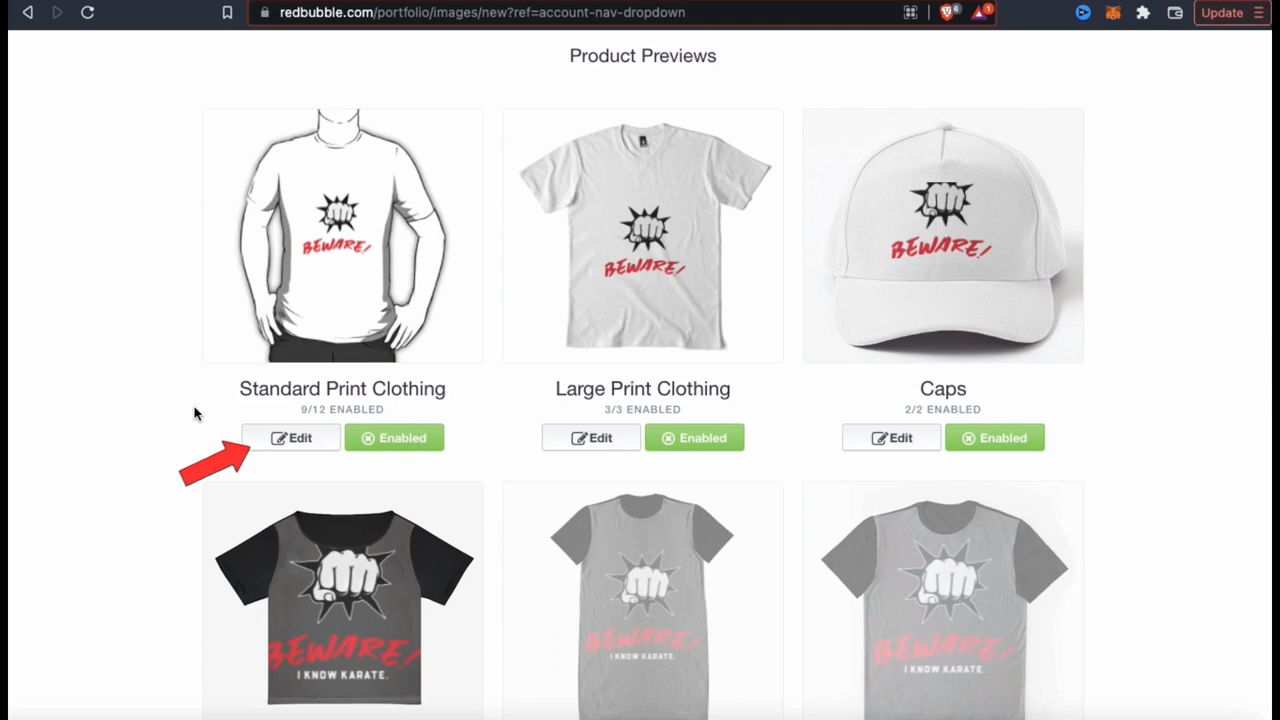 redbubble.com/portfolio/images/new?ref=account-nav-dropdown
6
1
Update
Product Previews
BEWARE!
BEWARE!
BEWARE!
Standard Print Clothing
Large Print Clothing
Caps
9/12 ENABLED
3/3 ENABLED
2/2 ENABLED
Edit
Enabled
Edit
Enabled
Edit
Enabled
BEWARE!
I KNOW KARATE.
BEWARE!
I KNOW KARATE.
BEWARE!
I KNOW KARATE.